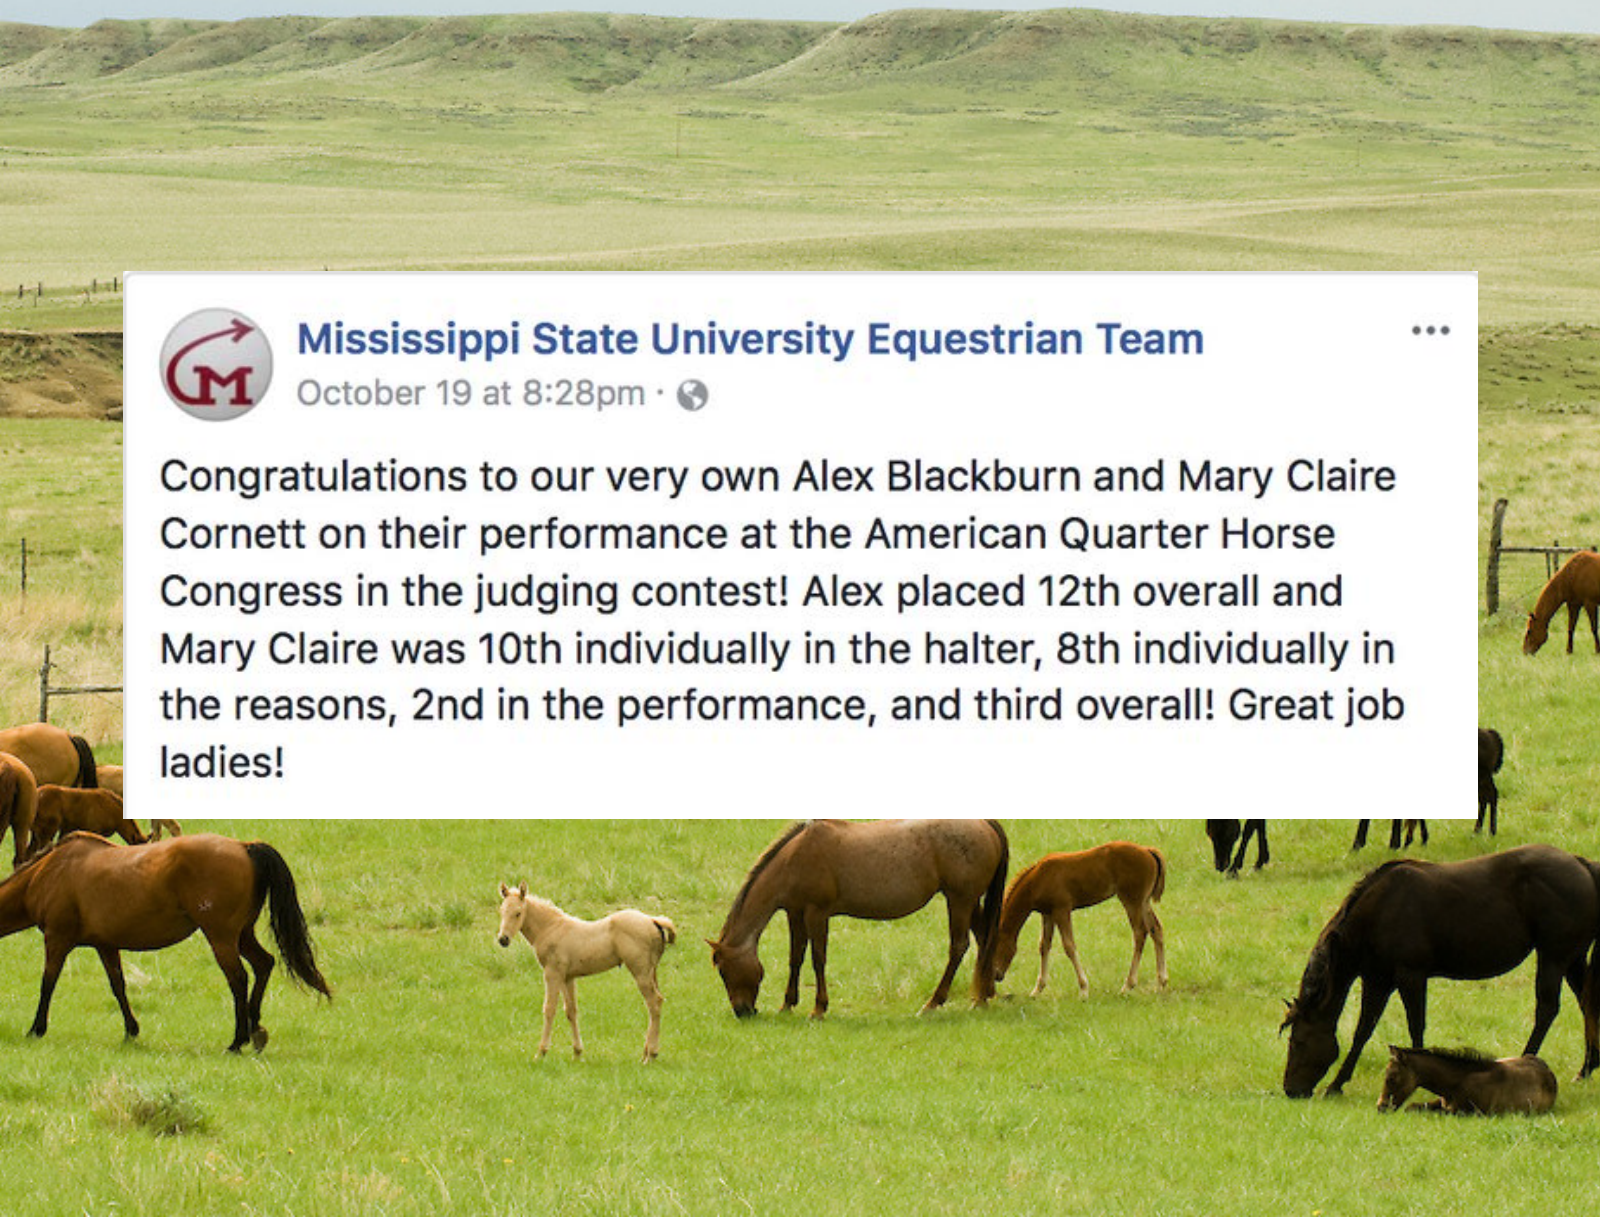 Mississippi State University Equestrian Team
October 19 at 8:28pm ·
Congratulations to our very own Alex Blackburn and Mary Claire
Cornett on their performance at the American Quarter Horse
Congress in the judging contest! Alex placed 12th overall and
Mary Claire was 10th individually in the halter, 8th individually in
the reasons, 2nd in the performance, and third overall! Great job
ladies!
M